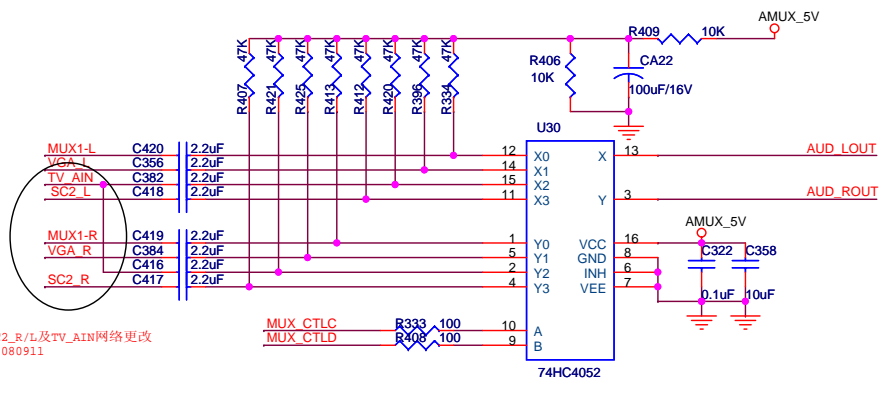 AMUX_5V
R409 10K
47K 47K 47K 47K 47K 47K 47K 47K
R407 R421 R425 R413 R412 R420 R396 R334
R406
10K
CA22
100uF/16V
U30
MUX1-L C420 2.2uF 12 X0 X 13 AUD_LOUT
VGA_L C356 2.2uF 14 X1
TV_AIN C382 2.2uF 15 X2
SC2_L C418 2.2uF 11 X3 Y 3 AUD_ROUT
AMUX_5V
MUX1-R C419 2.2uF 1 Y0 VCC 16
VGA_R C384 2.2uF 5 Y1 GND 8 C322 C358
C416 2.2uF 2 Y2 INH 6
SC2_R C417 2.2uF 4 Y3 VEE 7
0.1uF 10uF
MUX_CTLC R333 100 10 A
MUX_CTLD R408 100 9 B
74HC4052
2_R/L及TV_AIN网络更改
080911